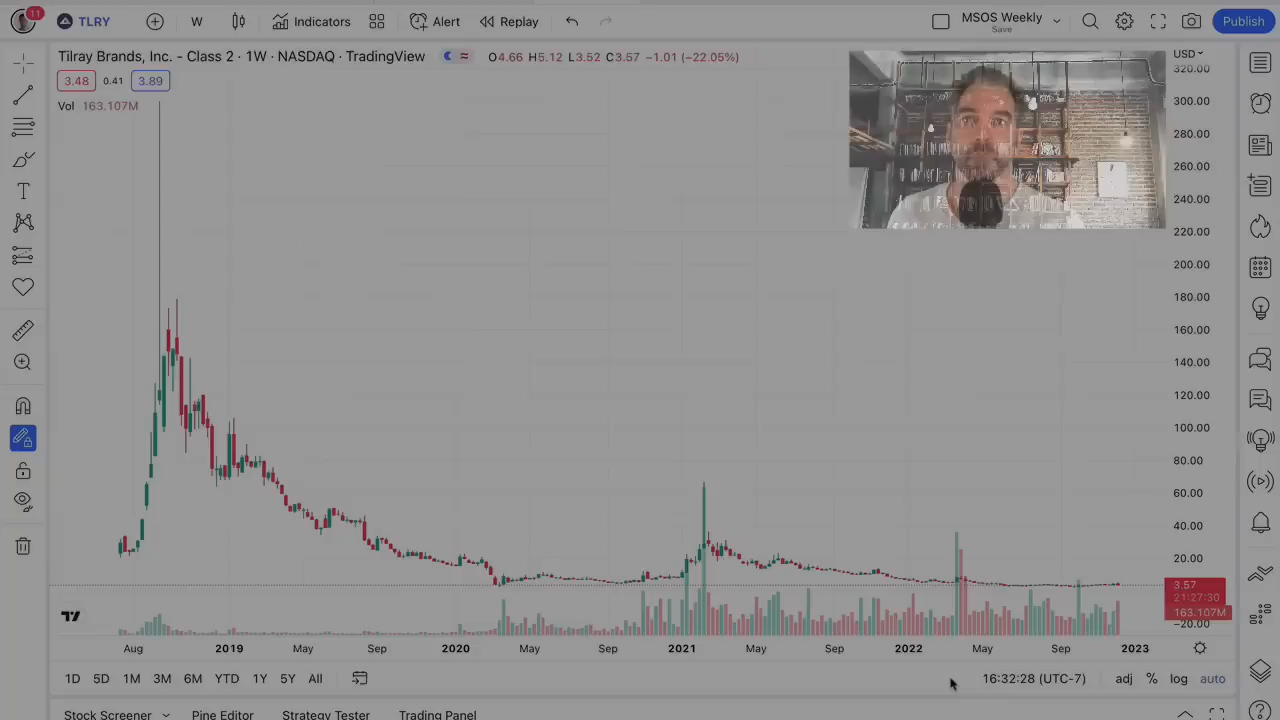 11
TLRY
W
Indicators
Alert
Replay
MSOS Weekly
Save
Publish
Tilray Brands, Inc. - Class 2 · 1W · NASDAQ · TradingView
O4.66 H5.12 L3.52 C3.57 −1.01 (−22.05%)
USD
3.48 0.41 3.89
Vol 163.107M
320.00
300.00
280.00
260.00
240.00
220.00
200.00
180.00
160.00
140.00
120.00
100.00
80.00
60.00
40.00
20.00
3.57
21:27:30
163.107M
−20.00
Aug 2019 May Sep 2020 May Sep 2021 May Sep 2022 May Sep 2023
1D 5D 1M 3M 6M YTD 1Y 5Y All
16:32:28 (UTC-7) adj % log auto
Stock Screener Pine Editor Strategy Tester Trading Panel